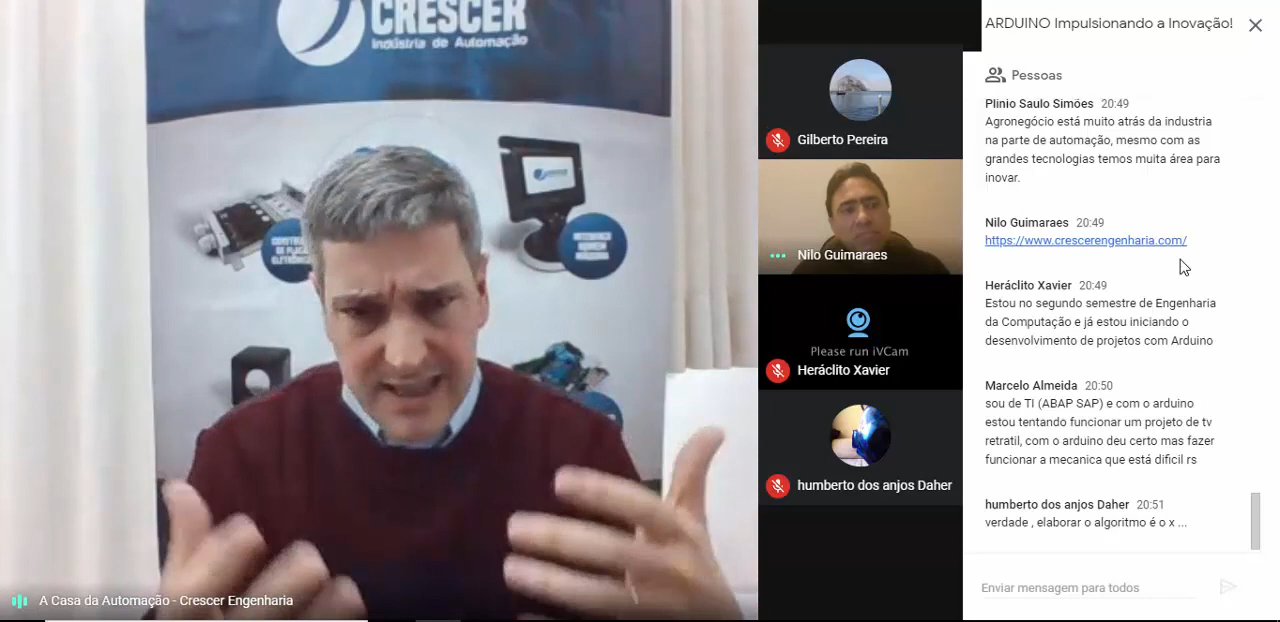 CRESCER
Indústria de Automação
A Casa da Automação - Crescer Engenharia
Gilberto Pereira
Nilo Guimaraes
Please run iVCam
Heráclito Xavier
humberto dos anjos Daher
ARDUINO Impulsionando a Inovação!
Pessoas
Plinio Saulo Simóes 20:49
Agronegócio está muito atrás da industria
na parte de automação, mesmo com as
grandes tecnologias temos muita área para
inovar.
Nilo Guimaraes 20:49
https://www.crescerengenharia.com/
Heráclito Xavier 20:49
Estou no segundo semestre de Engenharia
da Computação e já estou iniciando o
desenvolvimento de projetos com Arduino
Marcelo Almeida 20:50
sou de TI (ABAP SAP) e com o arduino
estou tentando funcionar um projeto de tv
retratil, com o arduino deu certo mas fazer
funcionar a mecanica que está dificil rs
humberto dos anjos Daher 20:51
verdade , elaborar o algoritmo é o x ...
Enviar mensagem para todos